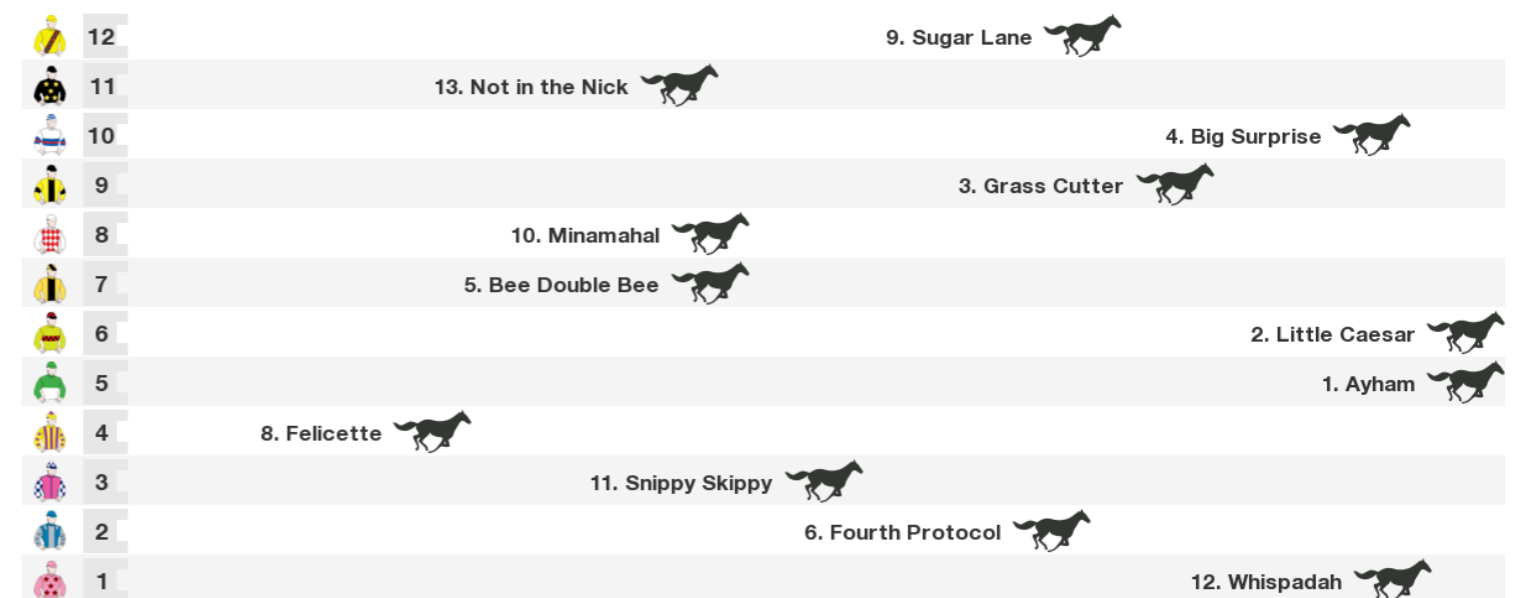 12 9. Sugar Lane
11 13. Not in the Nick
10 4. Big Surprise
9 3. Grass Cutter
8 10. Minamahal
7 5. Bee Double Bee
6 2. Little Caesar
5 1. Ayham
4 8. Felicette
3 11. Snippy Skippy
2 6. Fourth Protocol
1 12. Whispadah